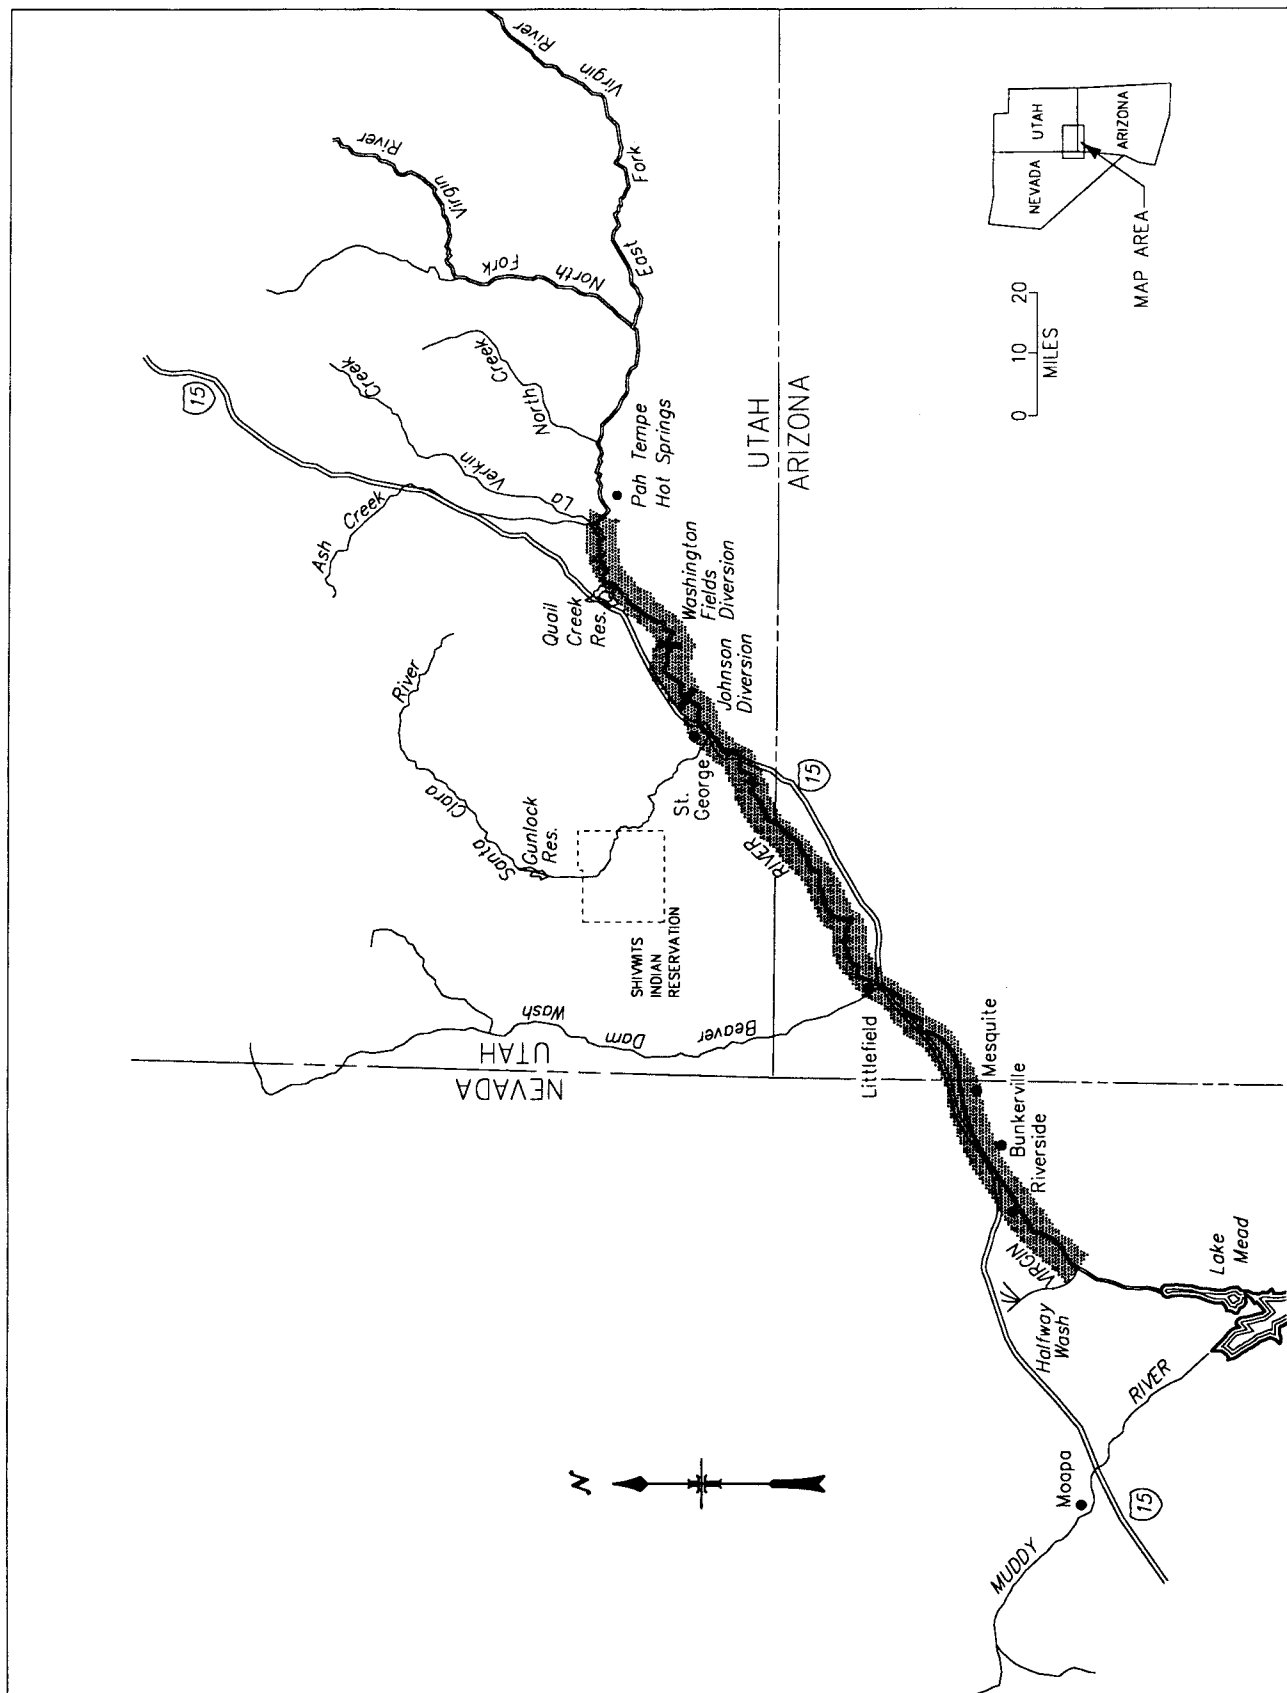 River
Virgin
Fork
East
River
Virgin
Fork
North
Creek
North
Creek
Verkin
La
15
Ash Creek
Pah Tempe
Hot Springs
Quail
Creek
Res.
Washington
Fields
Diversion
Johnson
Diversion
UTAH
ARIZONA
River
Clara
Santa
Gunlock
Res.
St.
George
15
RIVER
SHIVWITS
INDIAN
RESERVATION
Wash
Dam
Beaver
UTAH
NEVADA
Littlefield
Mesquite
Bunkerville
Riverside
VIRGIN
Halfway
Wash
Lake
Mead
RIVER
MUDDY
Moapa
15
N
0 10 20
MILES
NEVADA
UTAH
ARIZONA
MAP AREA